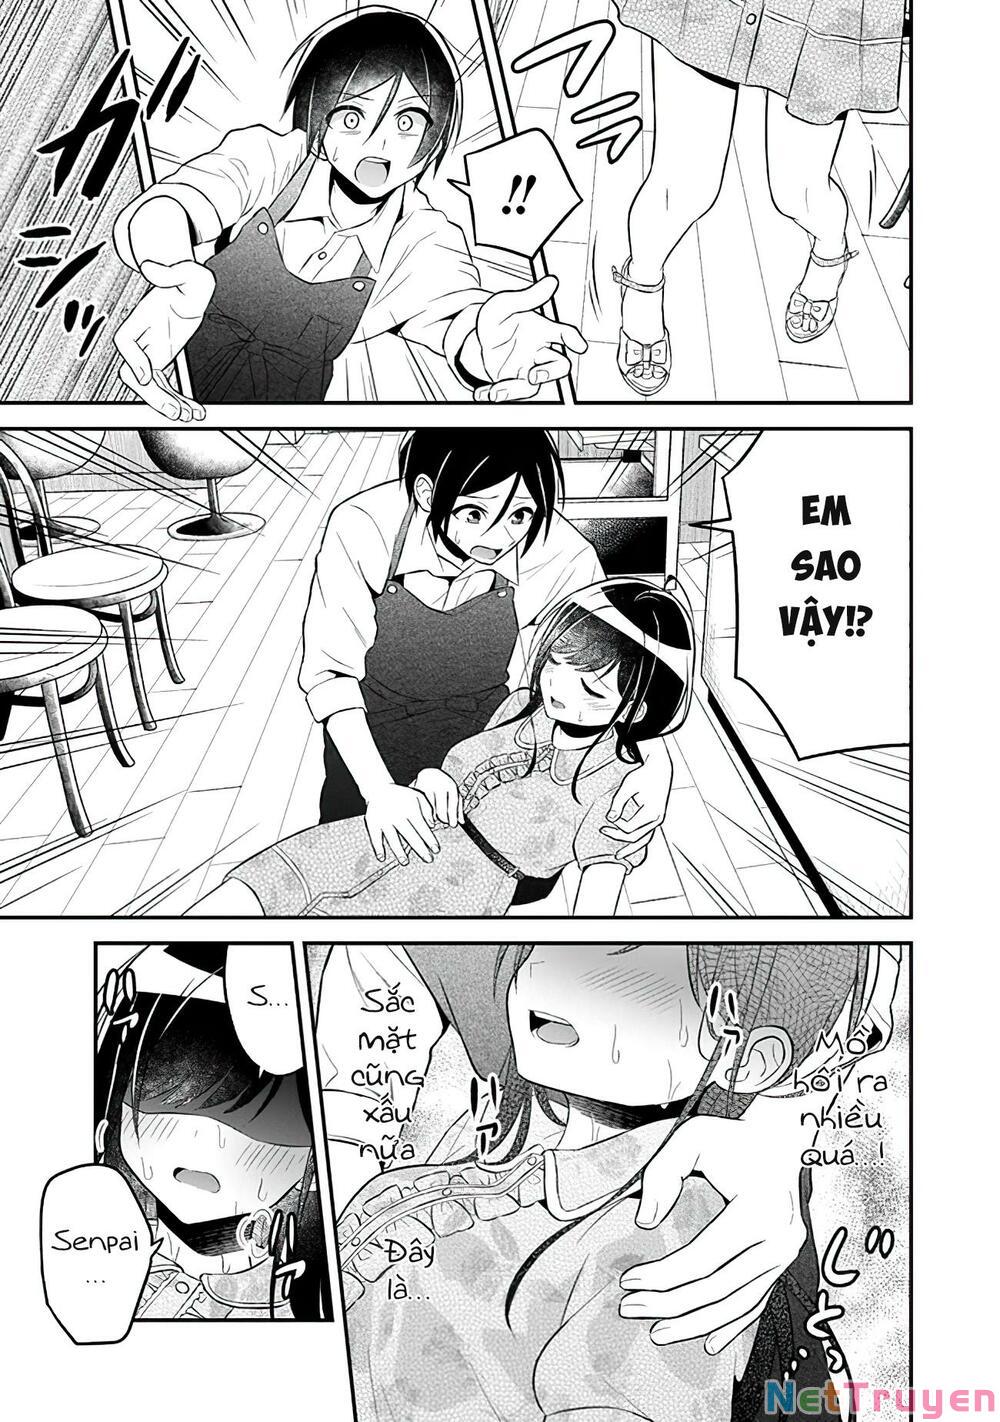 !!
EM
SAO
VẬY!?
Mồ
hôi ra
nhiều
quá...!
Sắc
mặt
cũng
xấu
nữa
Đây
là...
S...
Senpai
...
NetTruyen